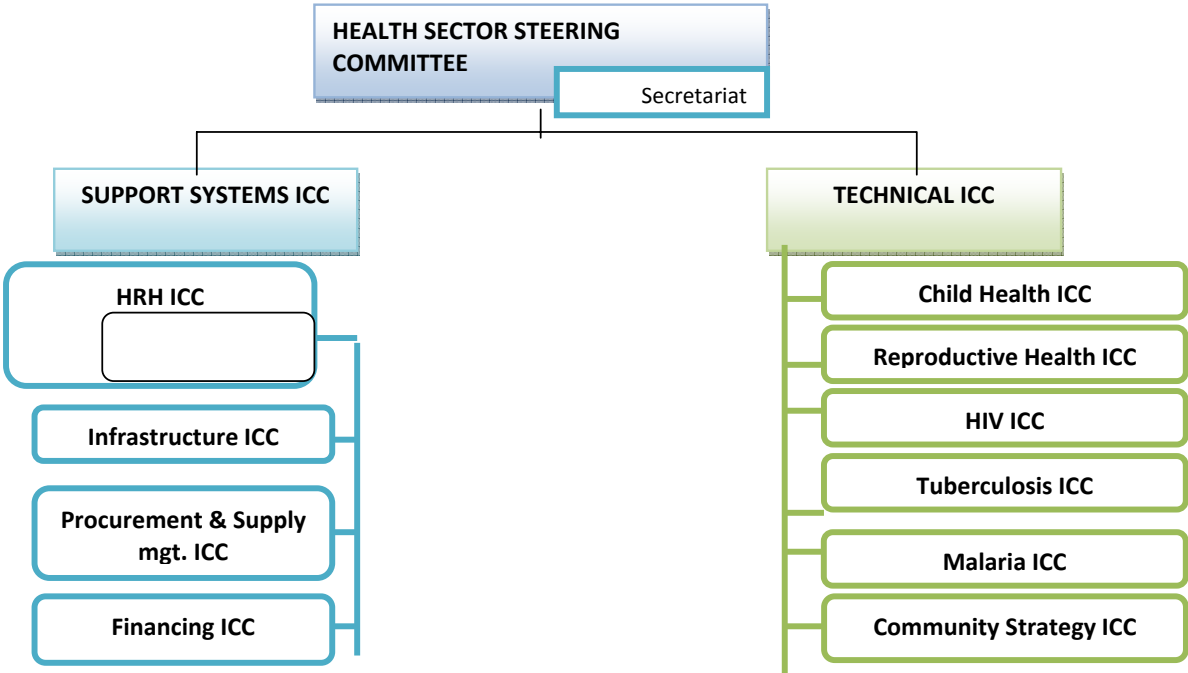 HEALTH SECTOR STEERING
COMMITTEE
Secretariat
SUPPORT SYSTEMS ICC
TECHNICAL ICC
HRH ICC
Infrastructure ICC
Procurement & Supply
mgt. ICC
Financing ICC
Child Health ICC
Reproductive Health ICC
HIV ICC
Tuberculosis ICC
Malaria ICC
Community Strategy ICC